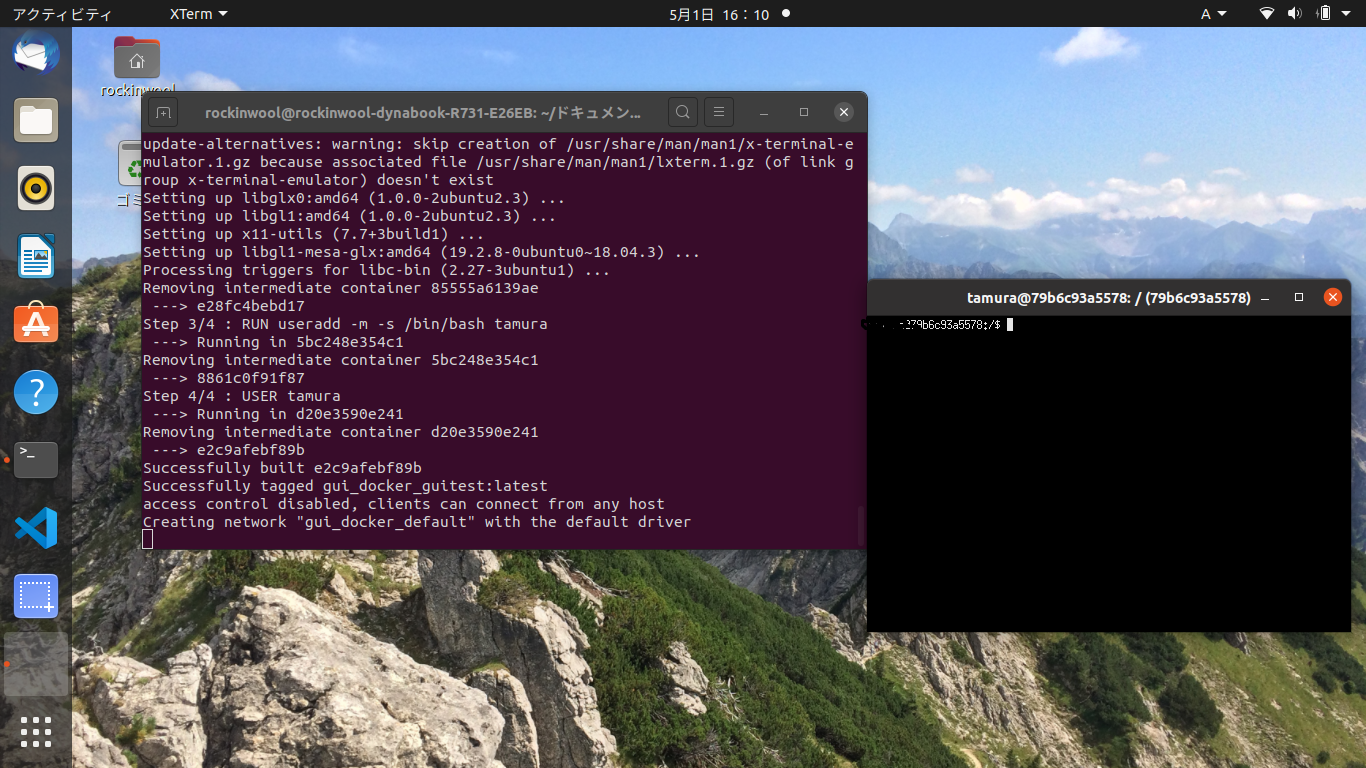 アクティビティ
XTerm
5月1日 16：10
A
rockinwool
rockinwool@rockinwool-dynabook-R731-E26EB: ~/ドキュメン...
update-alternatives: warning: skip creation of /usr/share/man/man1/x-terminal-e
mulator.1.gz because associated file /usr/share/man/man1/lxterm.1.gz (of link g
roup x-terminal-emulator) doesn't exist
Setting up libglx0:amd64 (1.0.0-2ubuntu2.3) ...
Setting up libgl1:amd64 (1.0.0-2ubuntu2.3) ...
Setting up x11-utils (7.7+3build1) ...
Setting up libgl1-mesa-glx:amd64 (19.2.8-0ubuntu0~18.04.3) ...
Processing triggers for libc-bin (2.27-3ubuntu1) ...
Removing intermediate container 85555a6139ae
 ---> e28fc4bebd17
Step 3/4 : RUN useradd -m -s /bin/bash tamura
 ---> Running in 5bc248e354c1
Removing intermediate container 5bc248e354c1
 ---> 8861c0f91f87
Step 4/4 : USER tamura
 ---> Running in d20e3590e241
Removing intermediate container d20e3590e241
 ---> e2c9afebf89b
Successfully built e2c9afebf89b
Successfully tagged gui_docker_guitest:latest
access control disabled, clients can connect from any host
Creating network "gui_docker_default" with the default driver
tamura@79b6c93a5578: / (79b6c93a5578)
79b6c93a5578:/$